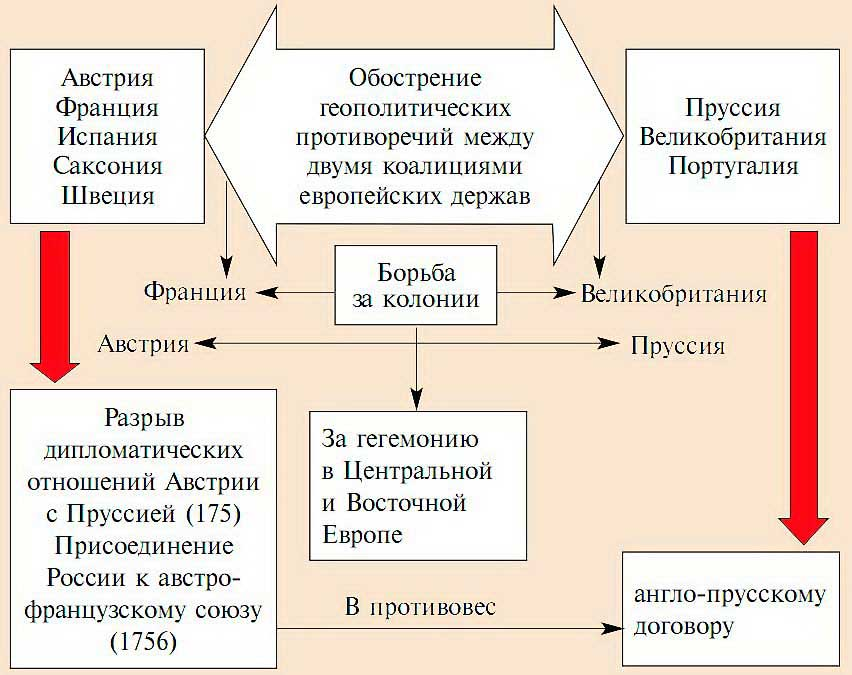 Австрия
Франция
Испания
Саксония
Швеция
Обострение
геополитических
противоречий между
двумя коалициями
европейских держав
Пруссия
Великобритания
Португалия
Франция
Борьба
за колонии
Великобритания
Австрия
Пруссия
Разрыв
дипломатических
отношений Австрии
с Пруссией (175)
Присоединение
России к австро-
французскому союзу
(1756)
За гегемонию
в Центральной
и Восточной
Европе
В противовес
англо-прусскому
договору